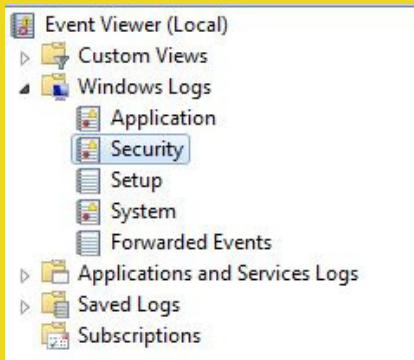 Event Viewer (Local)
Custom Views
Windows Logs
Application
Security
Setup
System
Forwarded Events
Applications and Services Logs
Saved Logs
Subscriptions